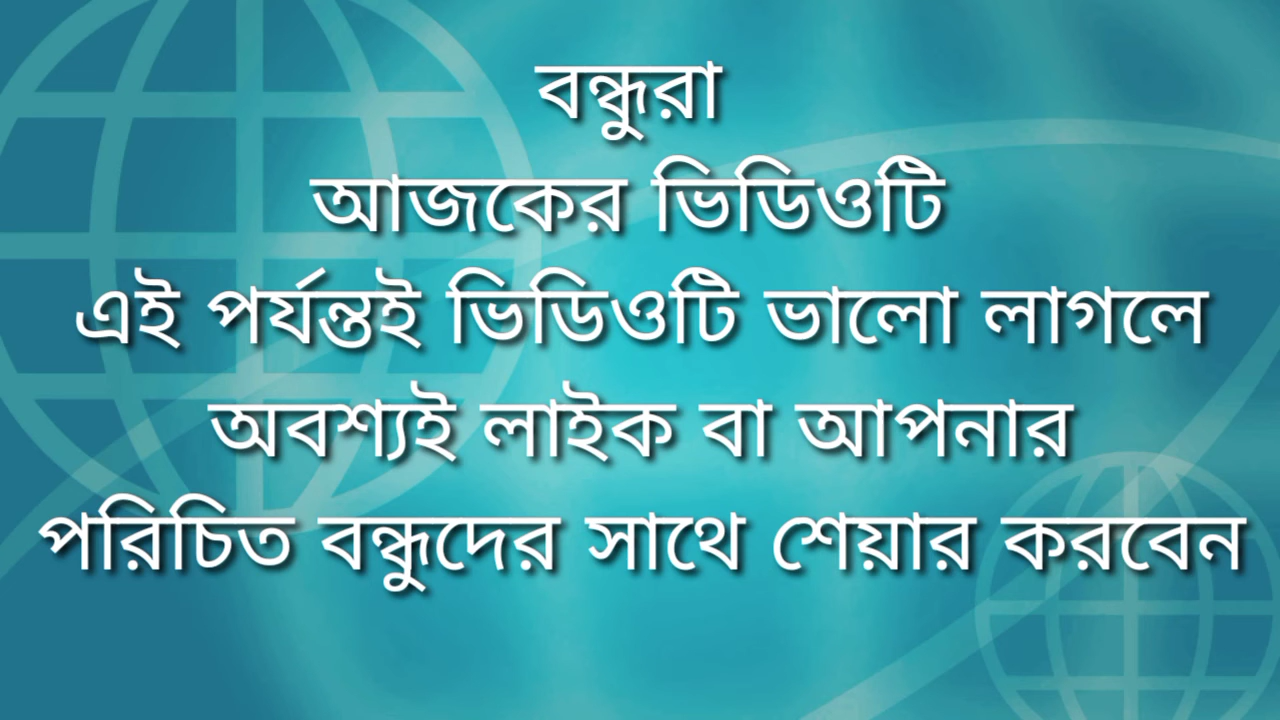 বন্ধুরা
আজকের ভিডিওটি
এই পর্যন্তই ভিডিওটি ভালো লাগলে
অবশ্যই লাইক বা আপনার
পরিচিত বন্ধুদের সাথে শেয়ার করবেন